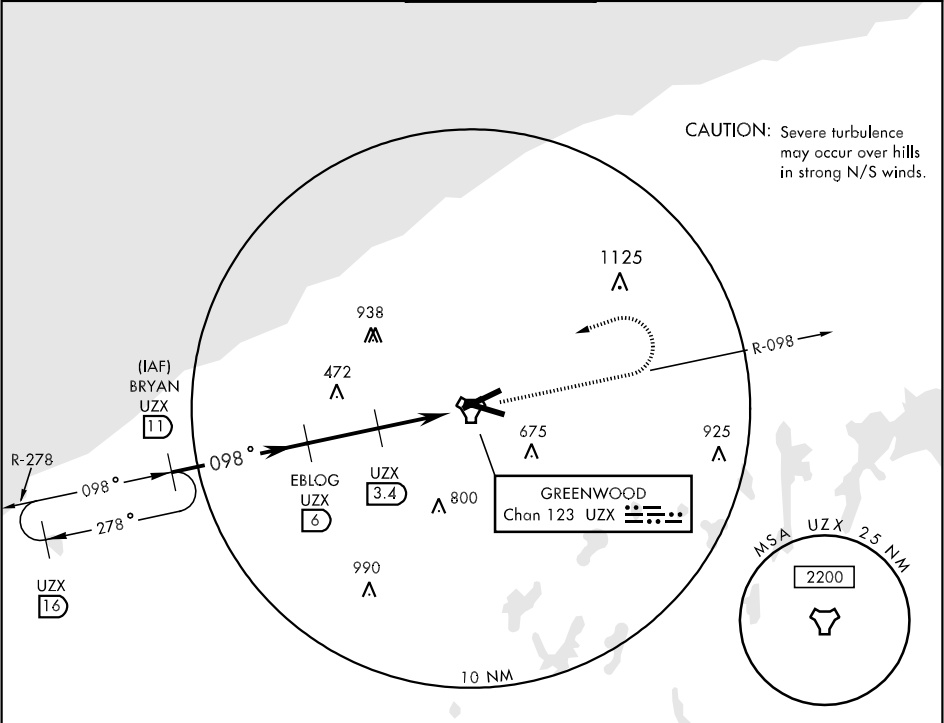 CAUTION: Severe turbulence
may occur over hills
in strong N/S winds.
1125
938
R-098
(IAF)
BRYAN
UZX
11
472
R-278
098°
098°
278°
EBLOG
UZX
6
UZX
3.4
675
925
800
GREENWOOD
Chan 123 UZX
UZX
16
990
MSA UZX 25 NM
2200
10 NM